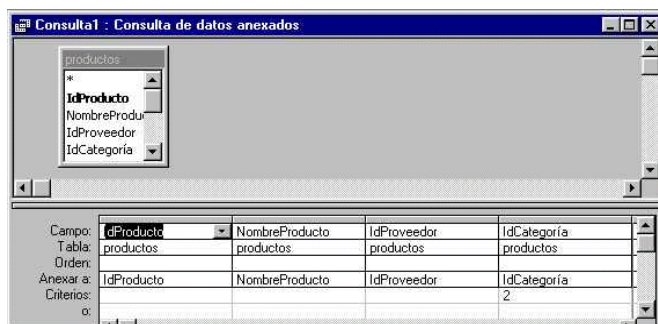 Consulta1 : Consulta de datos anexados
productos
*
IdProducto
NombreProdu
IdProveedor
IdCategoría
Campo: dProducto NombreProducto IdProveedor IdCategoría
Tabla: productos productos productos productos
Orden:
Anexar a: IdProducto NombreProducto IdProveedor IdCategoría
Criterios: 2
o: